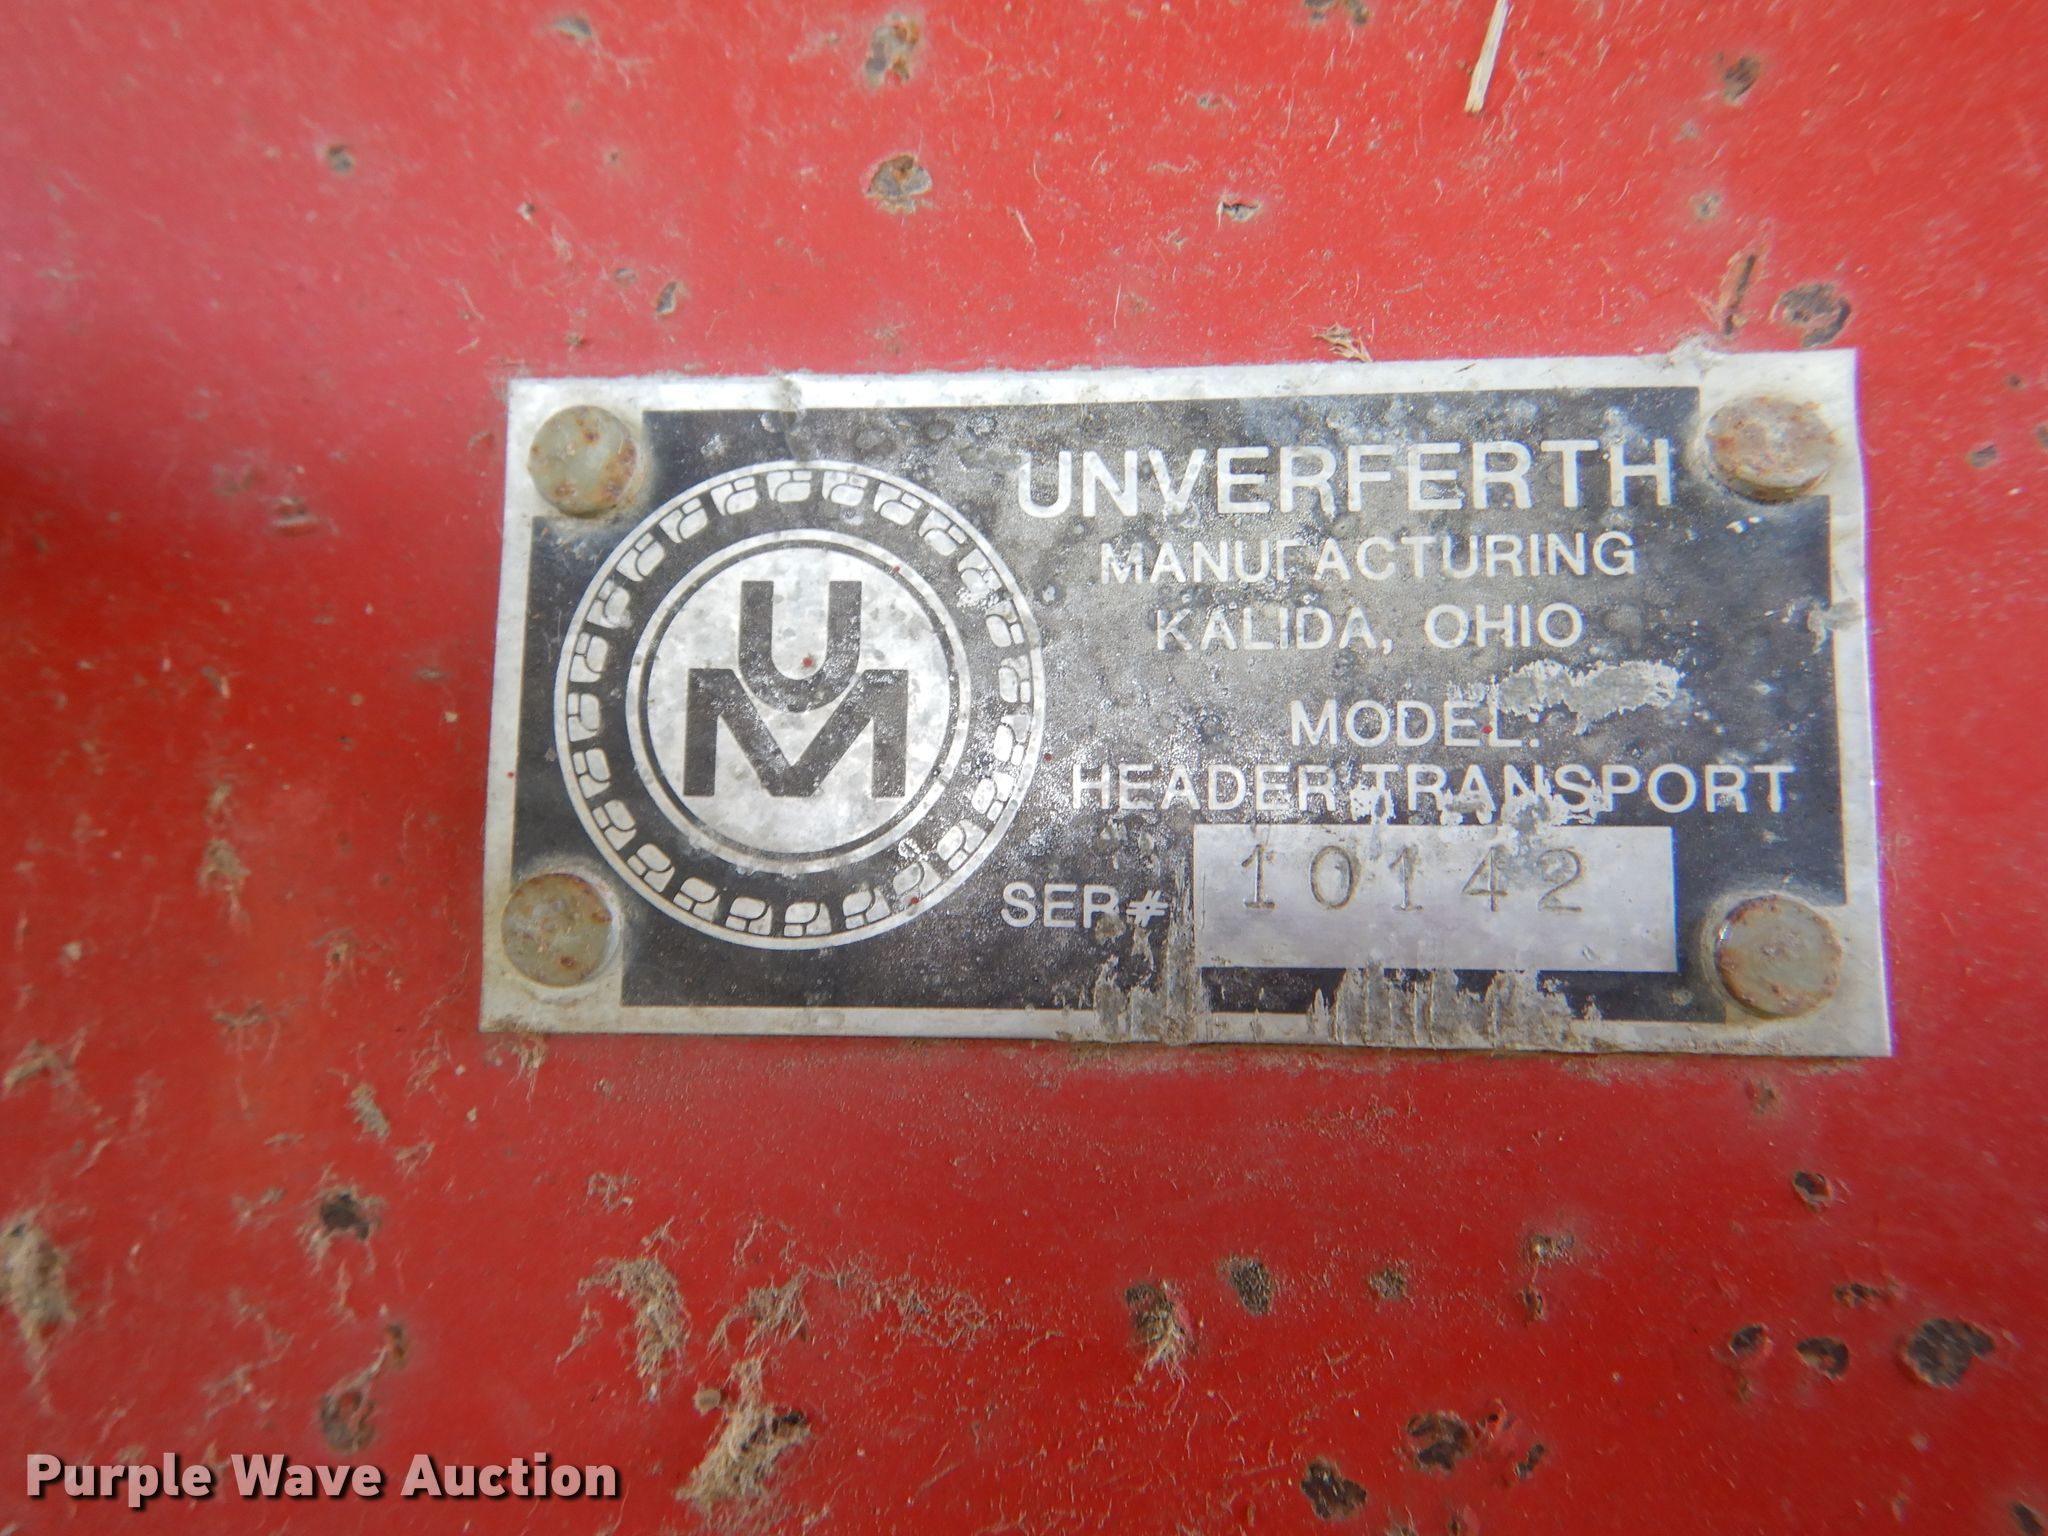 UNVERFERTH
MANUFACTURING
KALIDA, OHIO
UM
MODEL:
HEADER TRANSPORT
SER# 10142
Purple Wave Auction